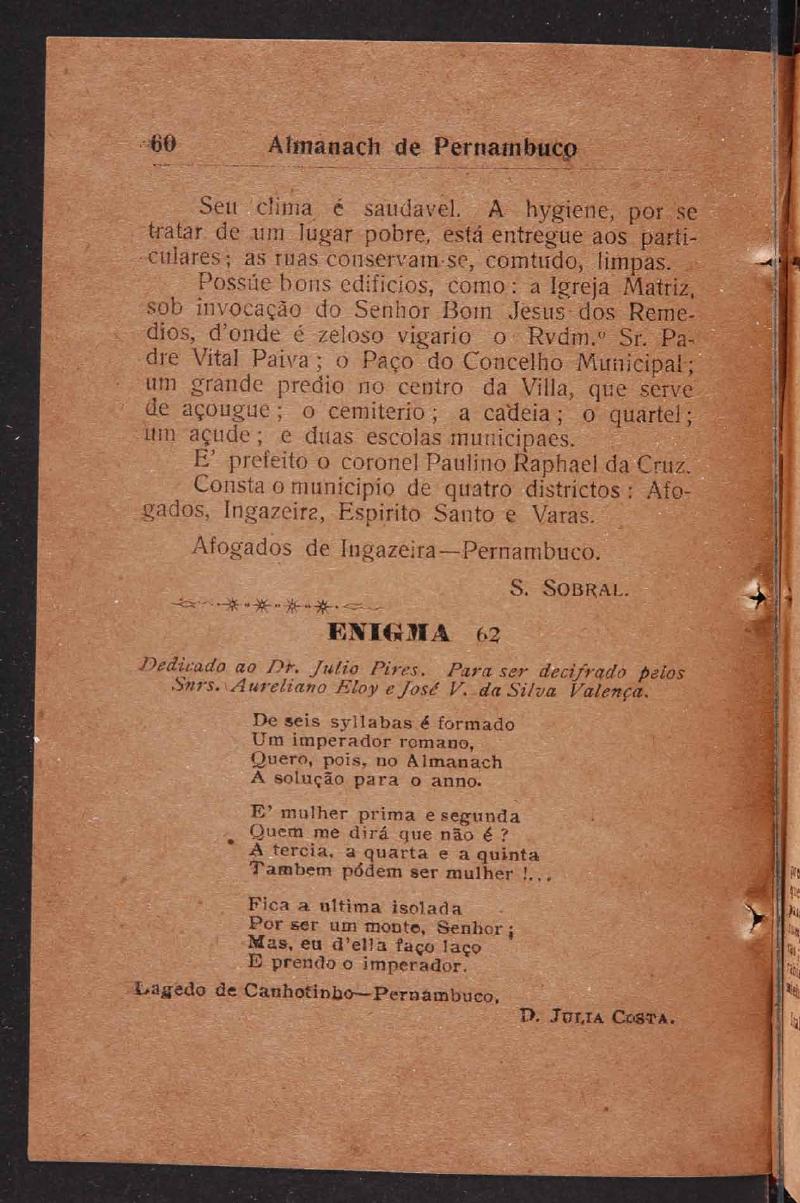 60 Almanach de Pernambuco
Seu clima é saudavel. A hygiene, por se
tratar de um lugar pobre, está entregue aos parti-
culares; as ruas conservam-se, comtudo, limpas.
Possúe bons edificios, como: a Igreja Matriz,
sob invocação do Senhor Bom Jesus dos Reme-
dios, d'onde é zeloso vigario o Rvdm.º Sr. Pa-
dre Vital Paiva; o Paço do Concelho Municipal;
um grande predio no centro da Villa, que serve
de açougue; o cemiterio; a cadeia; o quartel;
um açude; e duas escolas municipaes.
E' prefeito o coronel Paulino Raphael da Cruz.
Consta o municipio de quatro districtos: Afo-
gados, Ingazeira, Espirito Santo e Varas.
Afogados de Ingazeira—Pernambuco.
S. SOBRAL.
ENIGMA 62
Dedicado ao Dr. Julio Pires. Para ser decifrado pelos
Snrs. Aureliano Eloy e José V. da Silva Valença.
De seis syllabas é formado
Um imperador romano,
Quero, pois, no Almanach
A solução para o anno.
E' mulher prima e segunda
Quem me dirá que não é ?
A tercia, a quarta e a quinta
Tambem pódem ser mulher !...
Fica a ultima isolada
Por ser um monte, Senhor;
Mas, eu d'ella faço laço
E prendo o imperador.
Lagedo de Canhotinho—Pernambuco,
D. JULIA COSTA.